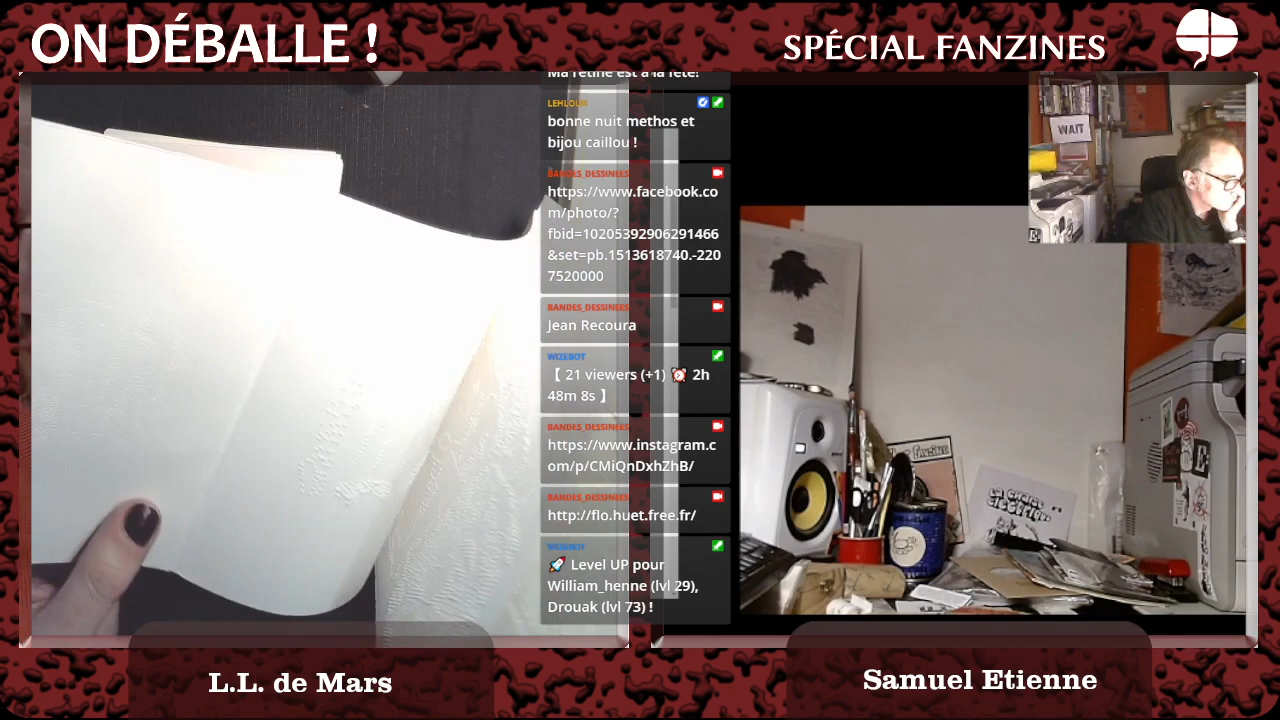 ON DÉBALLE !
SPÉCIAL FANZINES
Ma rétine est à la fête!
bonne nuit methos et
bijou caillou !
BANDES_DESSINEES
https://www.facebook.co
m/photo/?
fbid=10205392906291466
&set=pb.1513618740.-220
7520000
BANDES_DESSINEES
Jean Recoura
WIZEBOT
【 21 viewers (+1) ⏰ 2h
48m 8s 】
BANDES_DESSINEES
https://www.instagram.c
om/p/CMiQnDxhZhB/
BANDES_DESSINEES
http://flo.huet.free.fr/
WIZEBOT
🚀 Level UP pour
William_henne (lvl 29),
Drouak (lvl 73) !
WAIT
LA CHAISE
électrique
E
L.L. de Mars
Samuel Etienne